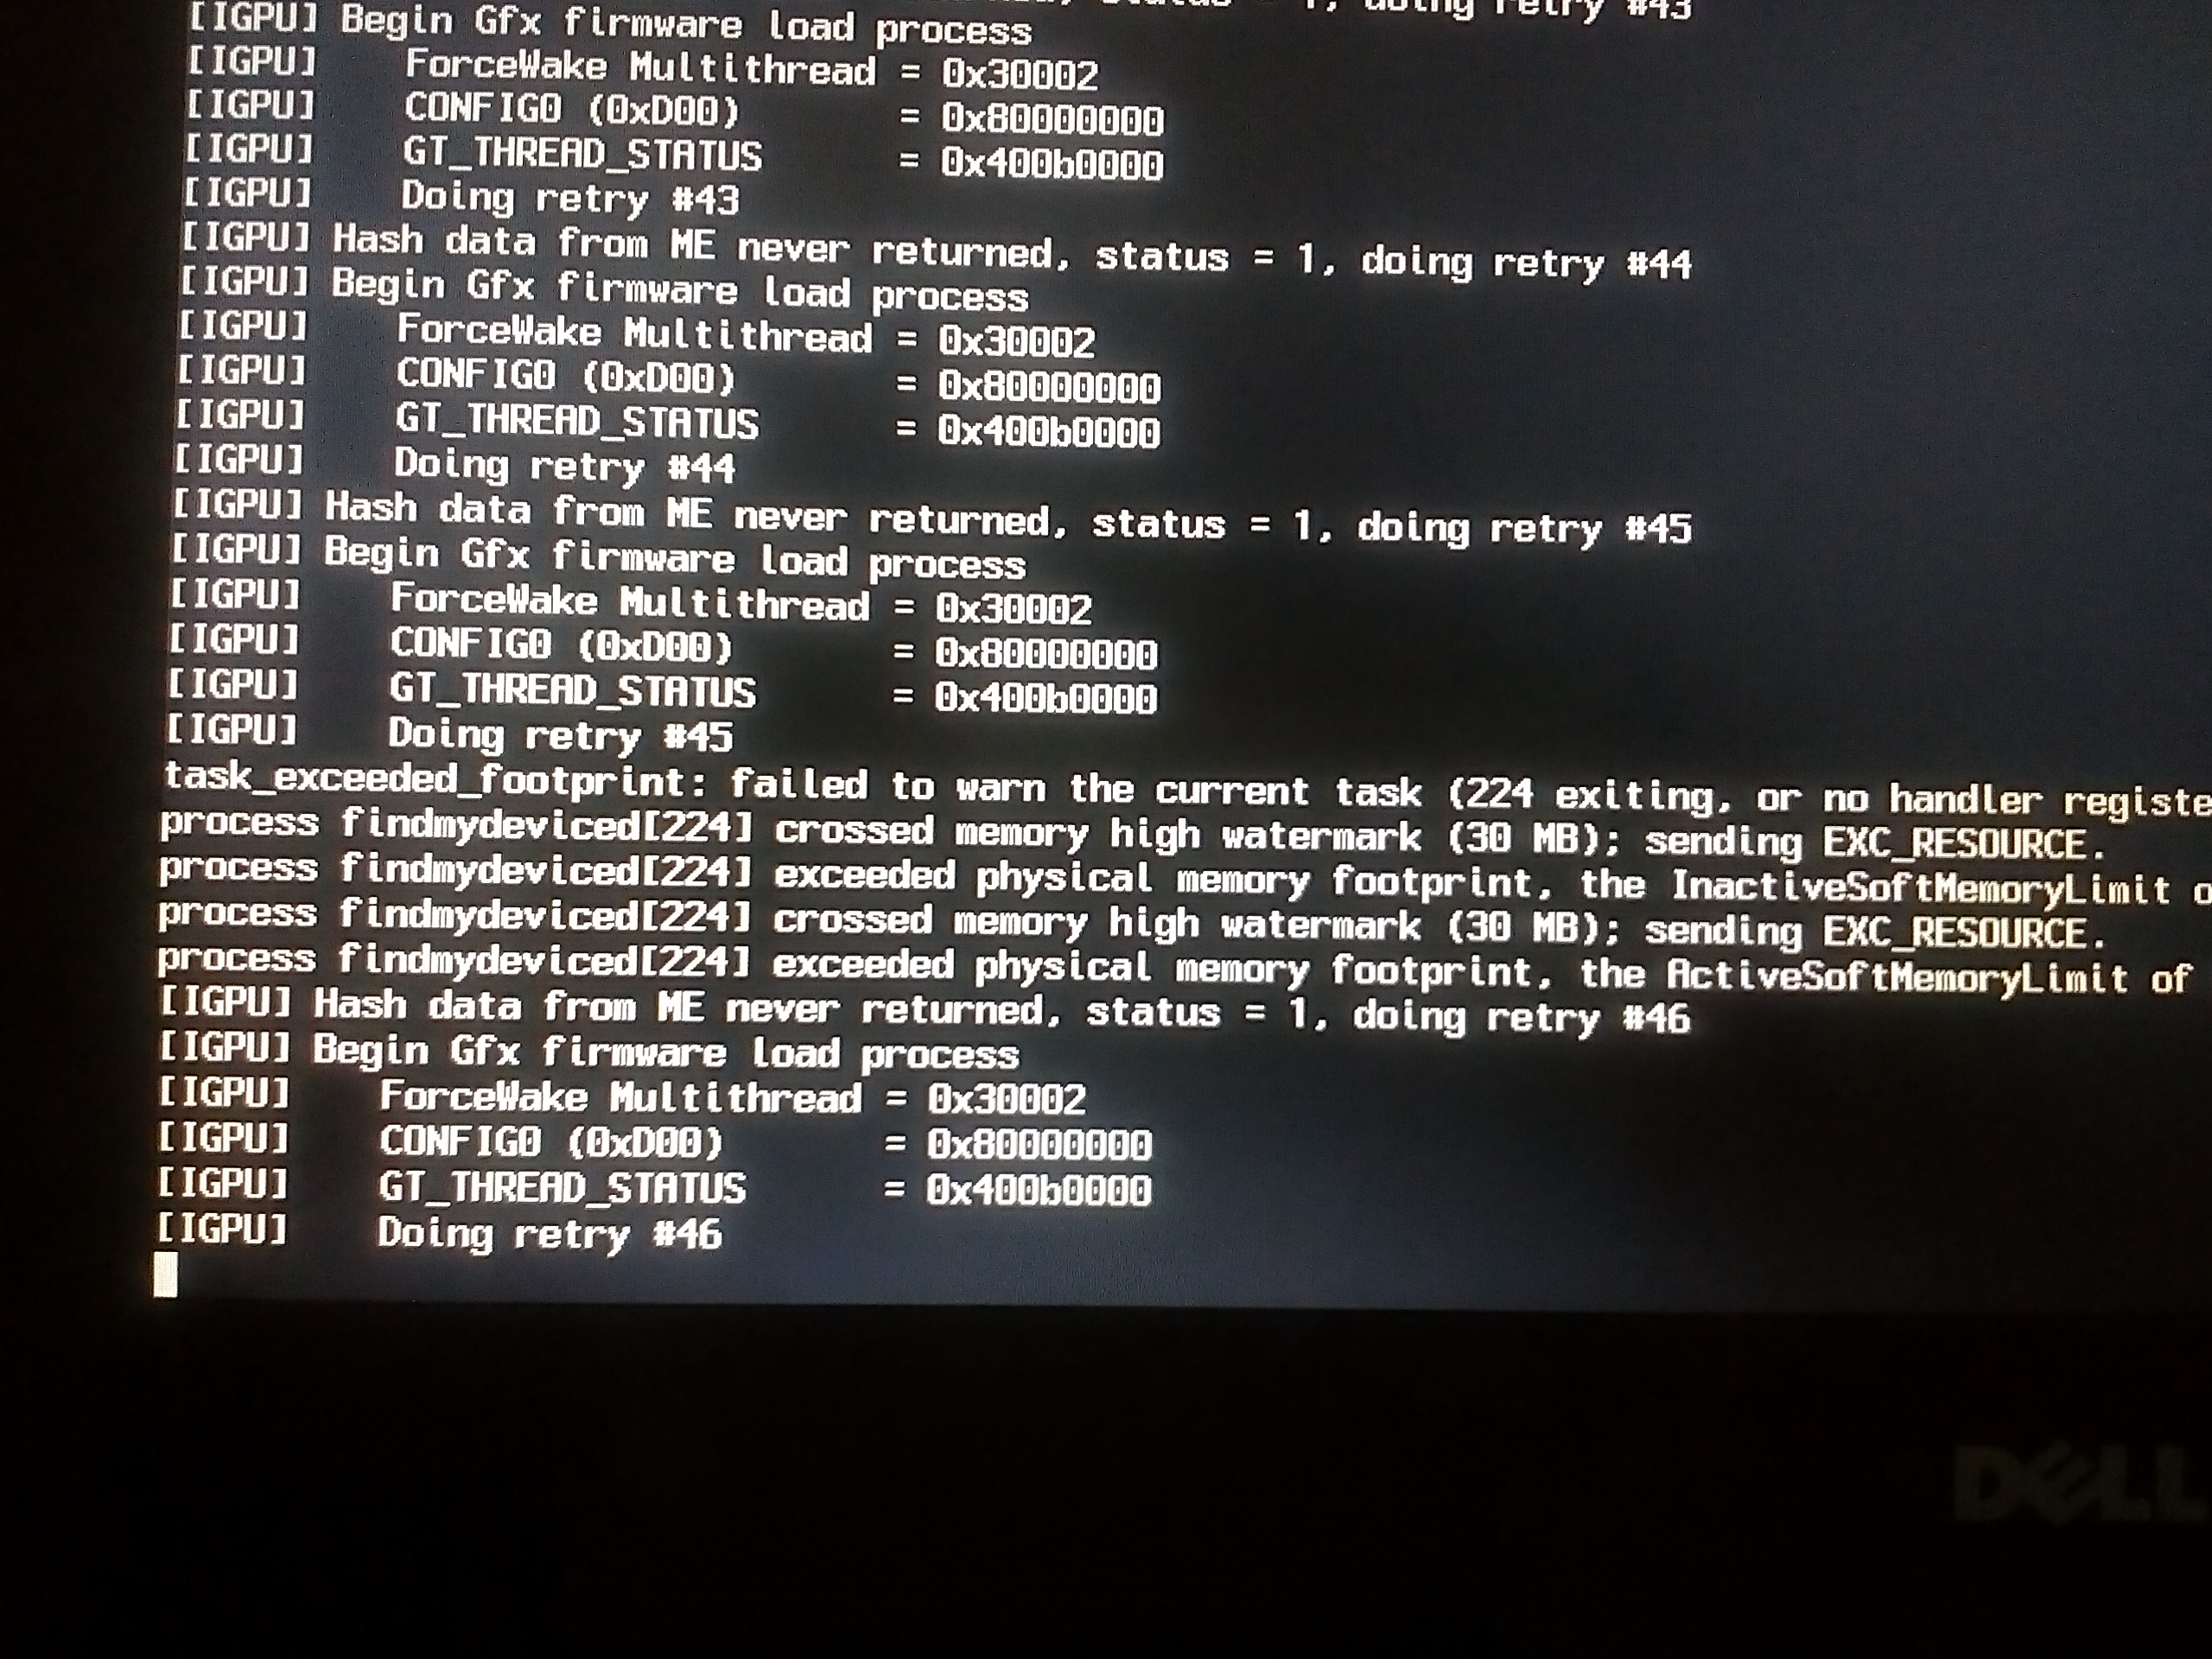 status = 1, doing retry #43
[IGPU] Begin Gfx firmware load process
[IGPU] ForceWake Multithread = 0x30002
[IGPU] CONFIG0 (0xD00) = 0x80000000
[IGPU] GT_THREAD_STATUS = 0x400b0000
[IGPU] Doing retry #43
[IGPU] Hash data from ME never returned, status = 1, doing retry #44
[IGPU] Begin Gfx firmware load process
[IGPU] ForceWake Multithread = 0x30002
[IGPU] CONFIG0 (0xD00) = 0x80000000
[IGPU] GT_THREAD_STATUS = 0x400b0000
[IGPU] Doing retry #44
[IGPU] Hash data from ME never returned, status = 1, doing retry #45
[IGPU] Begin Gfx firmware load process
[IGPU] ForceWake Multithread = 0x30002
[IGPU] CONFIG0 (0xD00) = 0x80000000
[IGPU] GT_THREAD_STATUS = 0x400b0000
[IGPU] Doing retry #45
task_exceeded_footprint: failed to warn the current task (224 exiting, or no handler registe
process findmydeviced[224] crossed memory high watermark (30 MB); sending EXC_RESOURCE.
process findmydeviced[224] exceeded physical memory footprint, the InactiveSoftMemoryLimit o
process findmydeviced[224] crossed memory high watermark (30 MB); sending EXC_RESOURCE.
process findmydeviced[224] exceeded physical memory footprint, the ActiveSoftMemoryLimit of
[IGPU] Hash data from ME never returned, status = 1, doing retry #46
[IGPU] Begin Gfx firmware load process
[IGPU] ForceWake Multithread = 0x30002
[IGPU] CONFIG0 (0xD00) = 0x80000000
[IGPU] GT_THREAD_STATUS = 0x400b0000
[IGPU] Doing retry #46
DELL